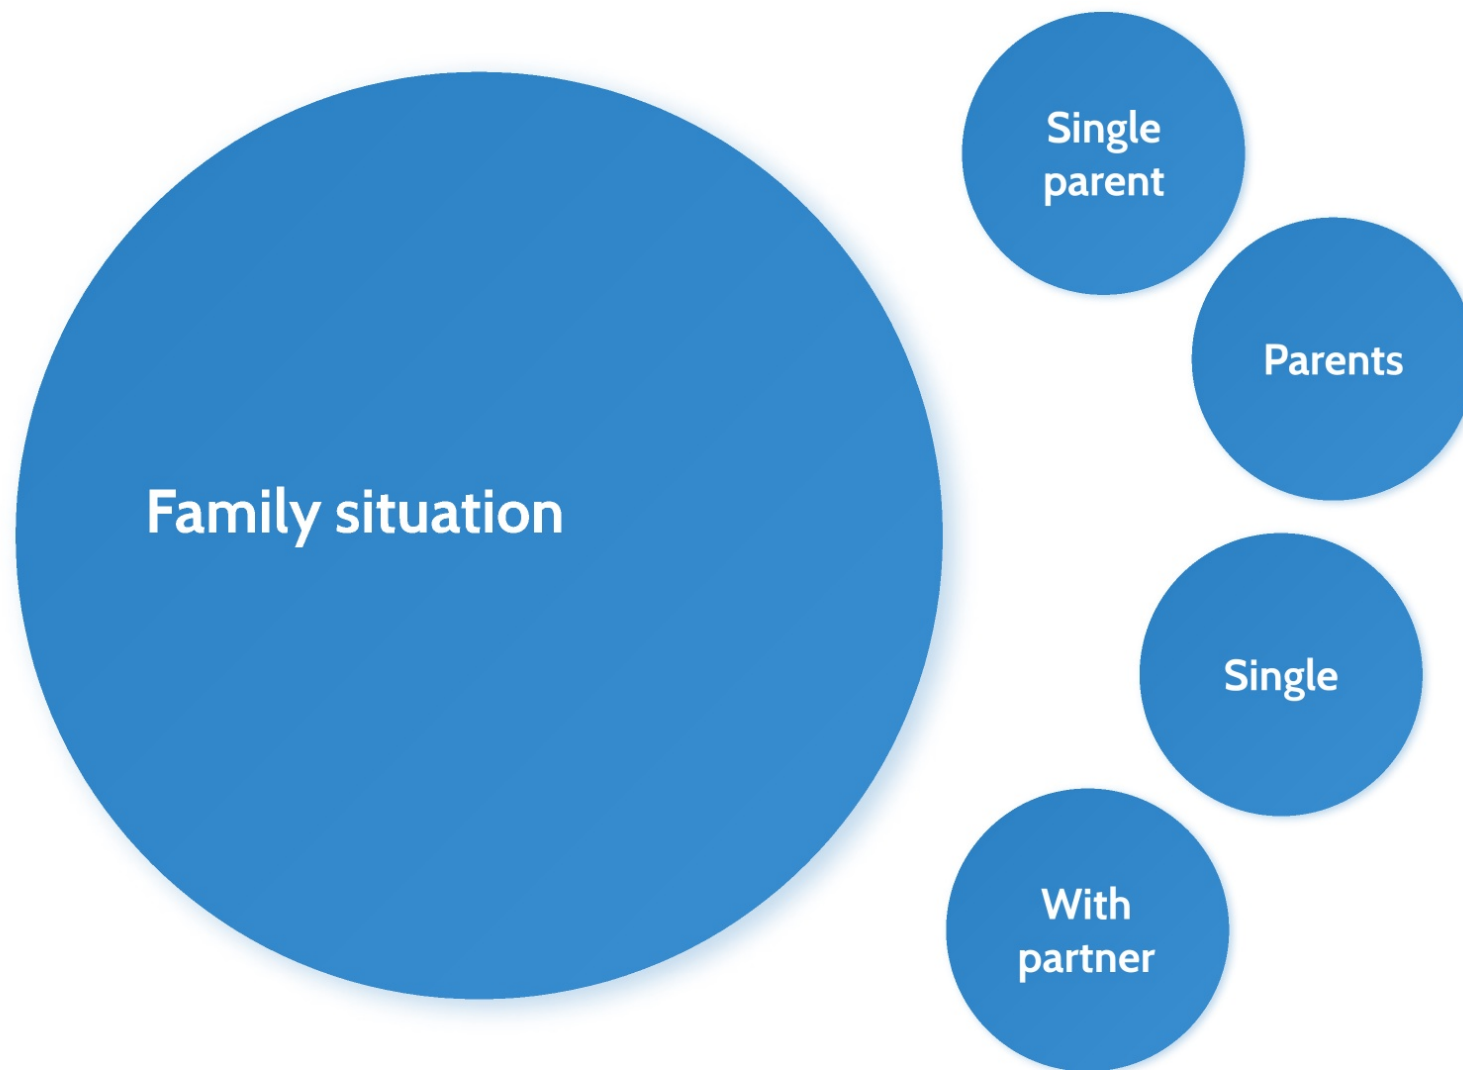 Family situation
Single
parent
Parents
Single
With
partner